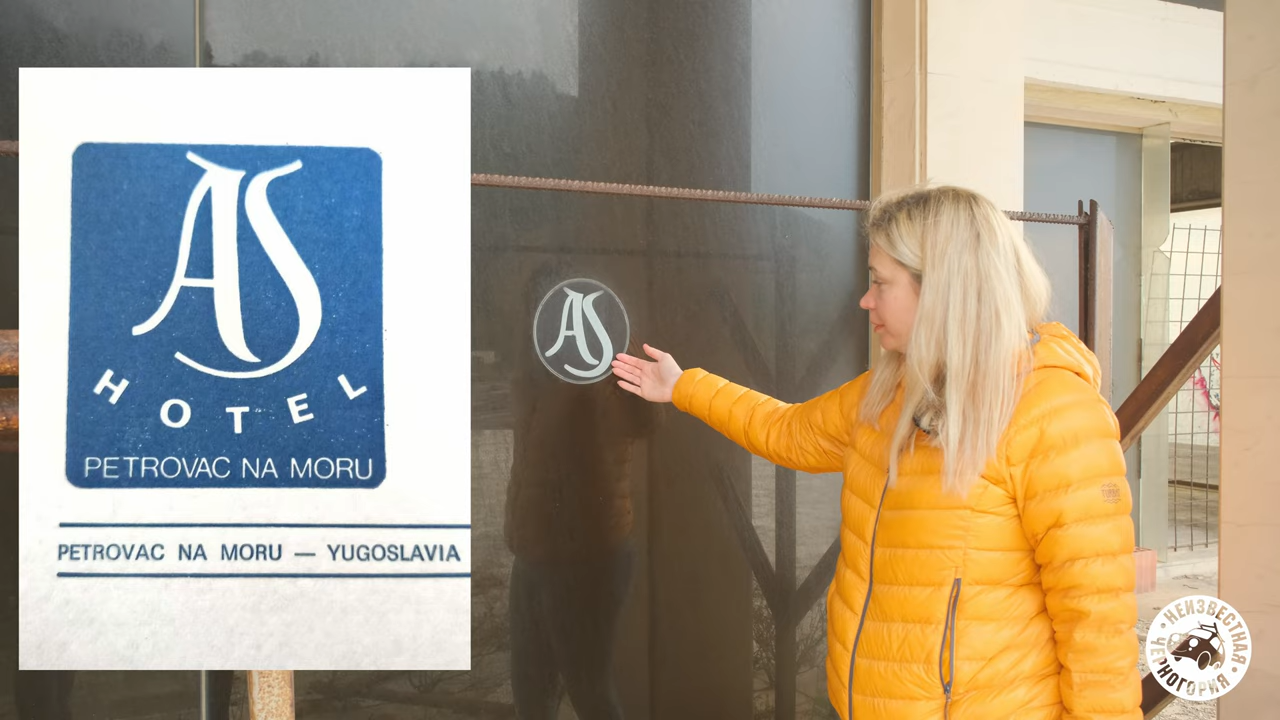 AS
HOTEL
PETROVAC NA MORU
PETROVAC NA MORU — YUGOSLAVIA
AS
НЕИЗВЕСТНАЯ
ЧЕРНОГОРИЯ